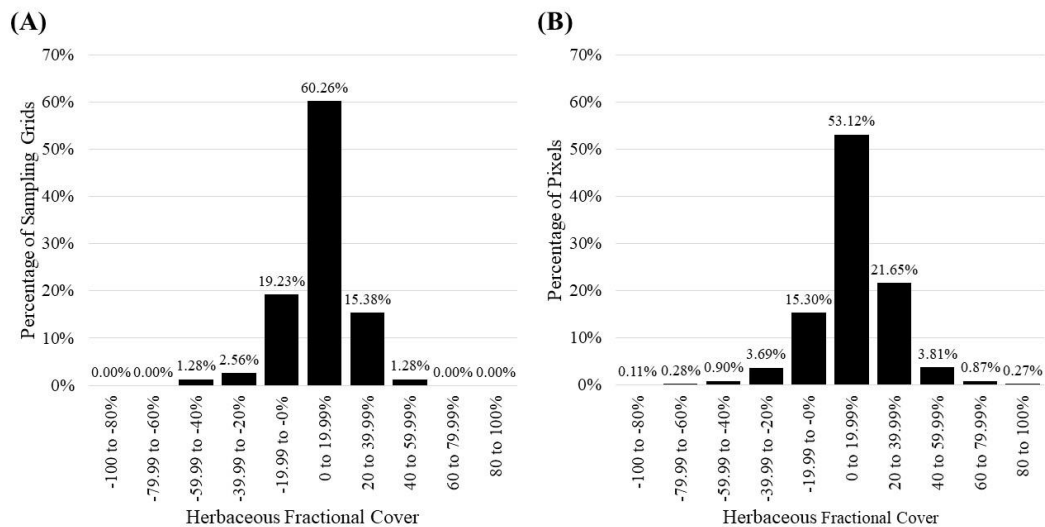 (A)
70%
60%
50%
40%
30%
20%
10%
0%
Percentage of Sampling Grids
0.00%
0.00%
1.28%
2.56%
19.23%
60.26%
15.38%
1.28%
0.00%
0.00%
-100 to -80%
-79.99 to -60%
-59.99 to -40%
-39.99 to -20%
-19.99 to -0%
0 to 19.99%
20 to 39.999%
40 to 59.999%
60 to 79.99%
80 to 100%
Herbaceous Fractional Cover
(B)
70%
60%
50%
40%
30%
20%
10%
0%
Percentage of Pixels
0.11%
0.28%
0.90%
3.69%
15.30%
53.12%
21.65%
3.81%
0.87%
0.27%
-100 to -80%
-79.99 to -60%
-59.99 to -40%
-39.99 to -20%
-19.99 to -0%
0 to 19.99%
20 to 39.999%
40 to 59.999%
60 to 79.99%
80 to 100%
Herbaceous Fractional Cover